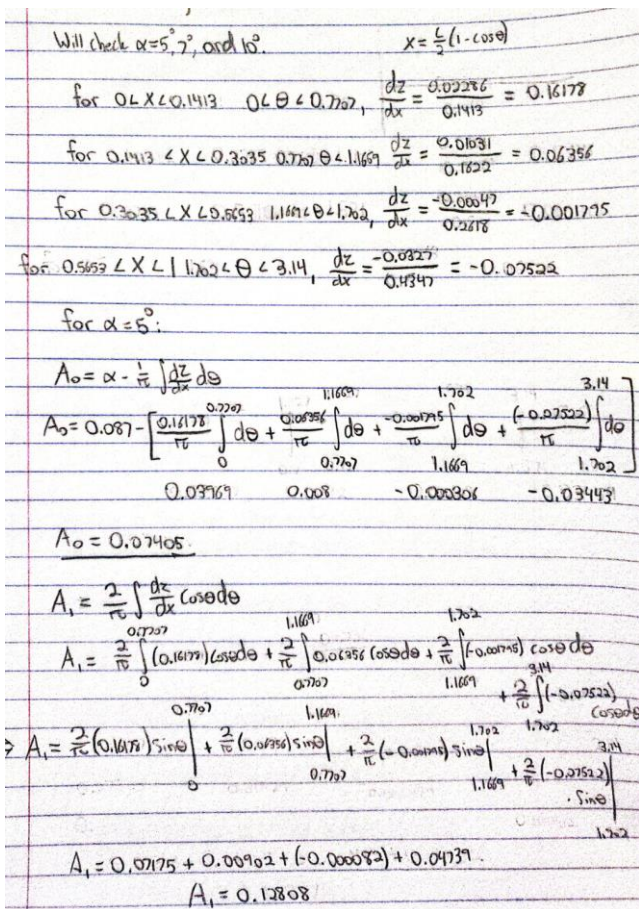 Will check α=5°, 7°, and 10°. x = L/2 (1-cosθ)
for 0<x<0.1413 0<θ<0.7707, dz/dx = 0.02286/0.1413 = 0.16178
for 0.1413<x<0.3035 0.7707<θ<1.1669 dz/dx = 0.01031/0.1622 = 0.06356
for 0.3035<x<0.5653 1.1669<θ<1.702, dz/dx = -0.00047/0.2618 = -0.001795
for 0.5653<x<1 1.702<θ<3.14, dz/dx = -0.0327/0.4347 = -0.07522
for α=5°:
A₀ = α - 1/π ∫ dz/dx dθ
A₀ = 0.087 - [0.16178/π ∫₀^0.7707 dθ + 0.06356/π ∫_0.7707^1.1669 dθ + -0.001795/π ∫_1.1669^1.702 dθ + (-0.07522)/π ∫_1.702^3.14 dθ]
0.03969 0.008 -0.000306 -0.03443
A₀ = 0.07405
A₁ = 2/π ∫ dz/dx cosθdθ
A₁ = 2/π ∫₀^0.7707 (0.16178) cosθdθ + 2/π ∫_0.7707^1.1669 0.06356 cosθdθ + 2/π ∫_1.1669^1.702 (-0.001795) cosθdθ + 2/π ∫_1.702^3.14 (-0.07522) cosθdθ
→ A₁ = 2/π (0.16178) sinθ |₀^0.7707 + 2/π (0.06356) sinθ |_0.7707^1.1669 + 2/π (-0.001795) sinθ |_1.1669^1.702 + 2/π (-0.07522) · sinθ |_1.702^3.14
A₁ = 0.07175 + 0.00902 + (-0.000082) + 0.04739
A₁ = 0.12808